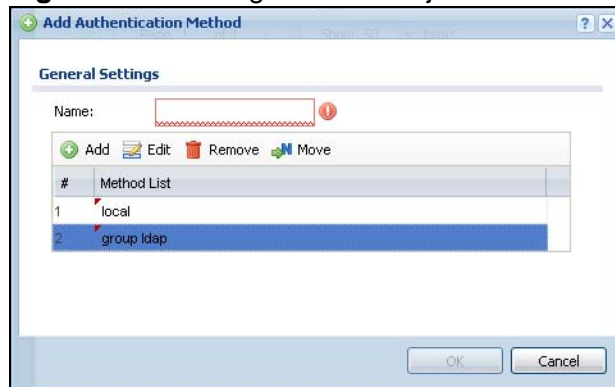 Add Authentication Method
General Settings
Name:
Add Edit Remove Move
# Method List
1 local
2 group ldap
OK Cancel